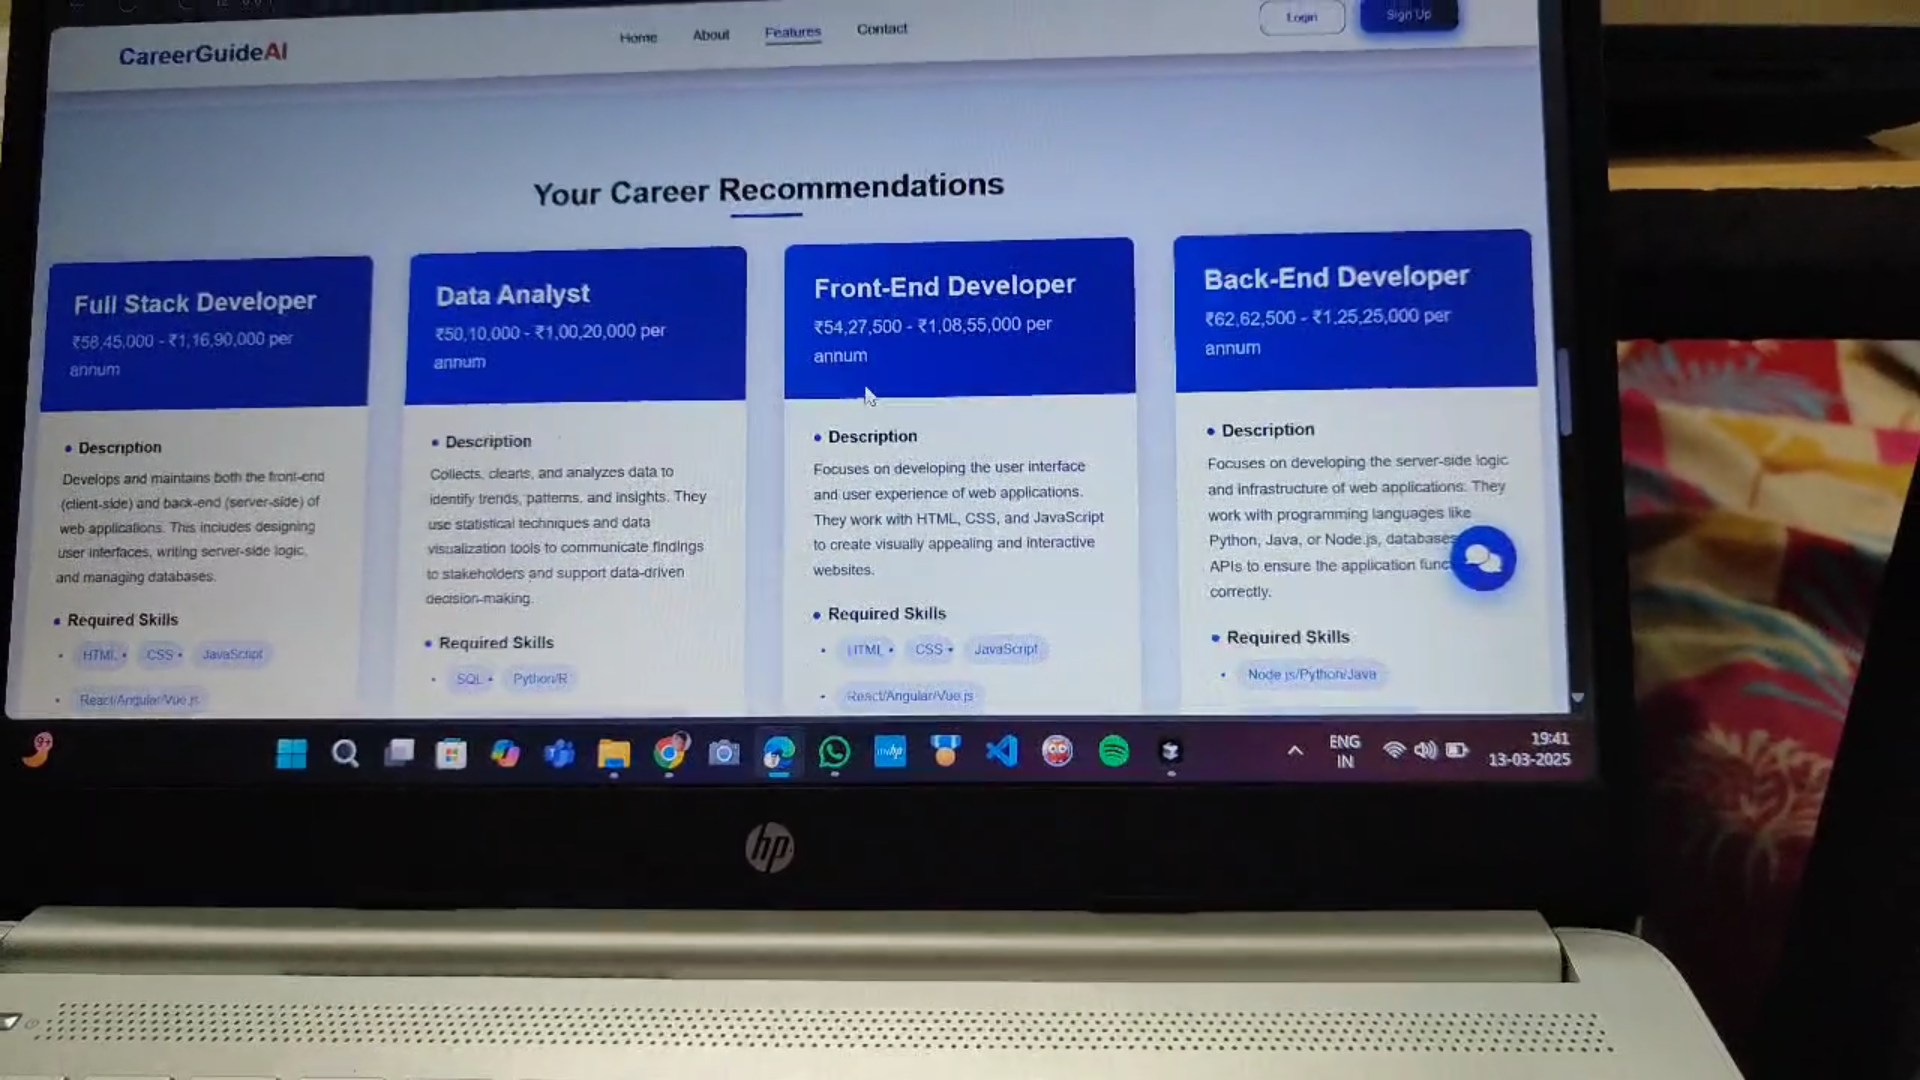 CareerGuideAI
Home About Features Contact
Login Sign Up
Your Career Recommendations
Full Stack Developer
₹58,45,000 - ₹1,16,90,000 per
annum
• Description
Develops and maintains both the front-end
(client-side) and back-end (server-side) of
web applications. This includes designing
user interfaces, writing server-side logic,
and managing databases.
• Required Skills
• HTML • CSS • JavaScript
• React/Angular/Vue.js
Data Analyst
₹50,10,000 - ₹1,00,20,000 per
annum
• Description
Collects, cleans, and analyzes data to
identify trends, patterns, and insights. They
use statistical techniques and data
visualization tools to communicate findings
to stakeholders and support data-driven
decision-making.
• Required Skills
• SQL • Python/R
Front-End Developer
₹54,27,500 - ₹1,08,55,000 per
annum
• Description
Focuses on developing the user interface
and user experience of web applications.
They work with HTML, CSS, and JavaScript
to create visually appealing and interactive
websites.
• Required Skills
• HTML • CSS • JavaScript
• React/Angular/Vue.js
Back-End Developer
₹62,62,500 - ₹1,25,25,000 per
annum
• Description
Focuses on developing the server-side logic
and infrastructure of web applications. They
work with programming languages like
Python, Java, or Node.js, databases
APIs to ensure the application func
correctly.
• Required Skills
• Node.js/Python/Java
9+
myhp
ENG
IN
19:41
13-03-2025
hp